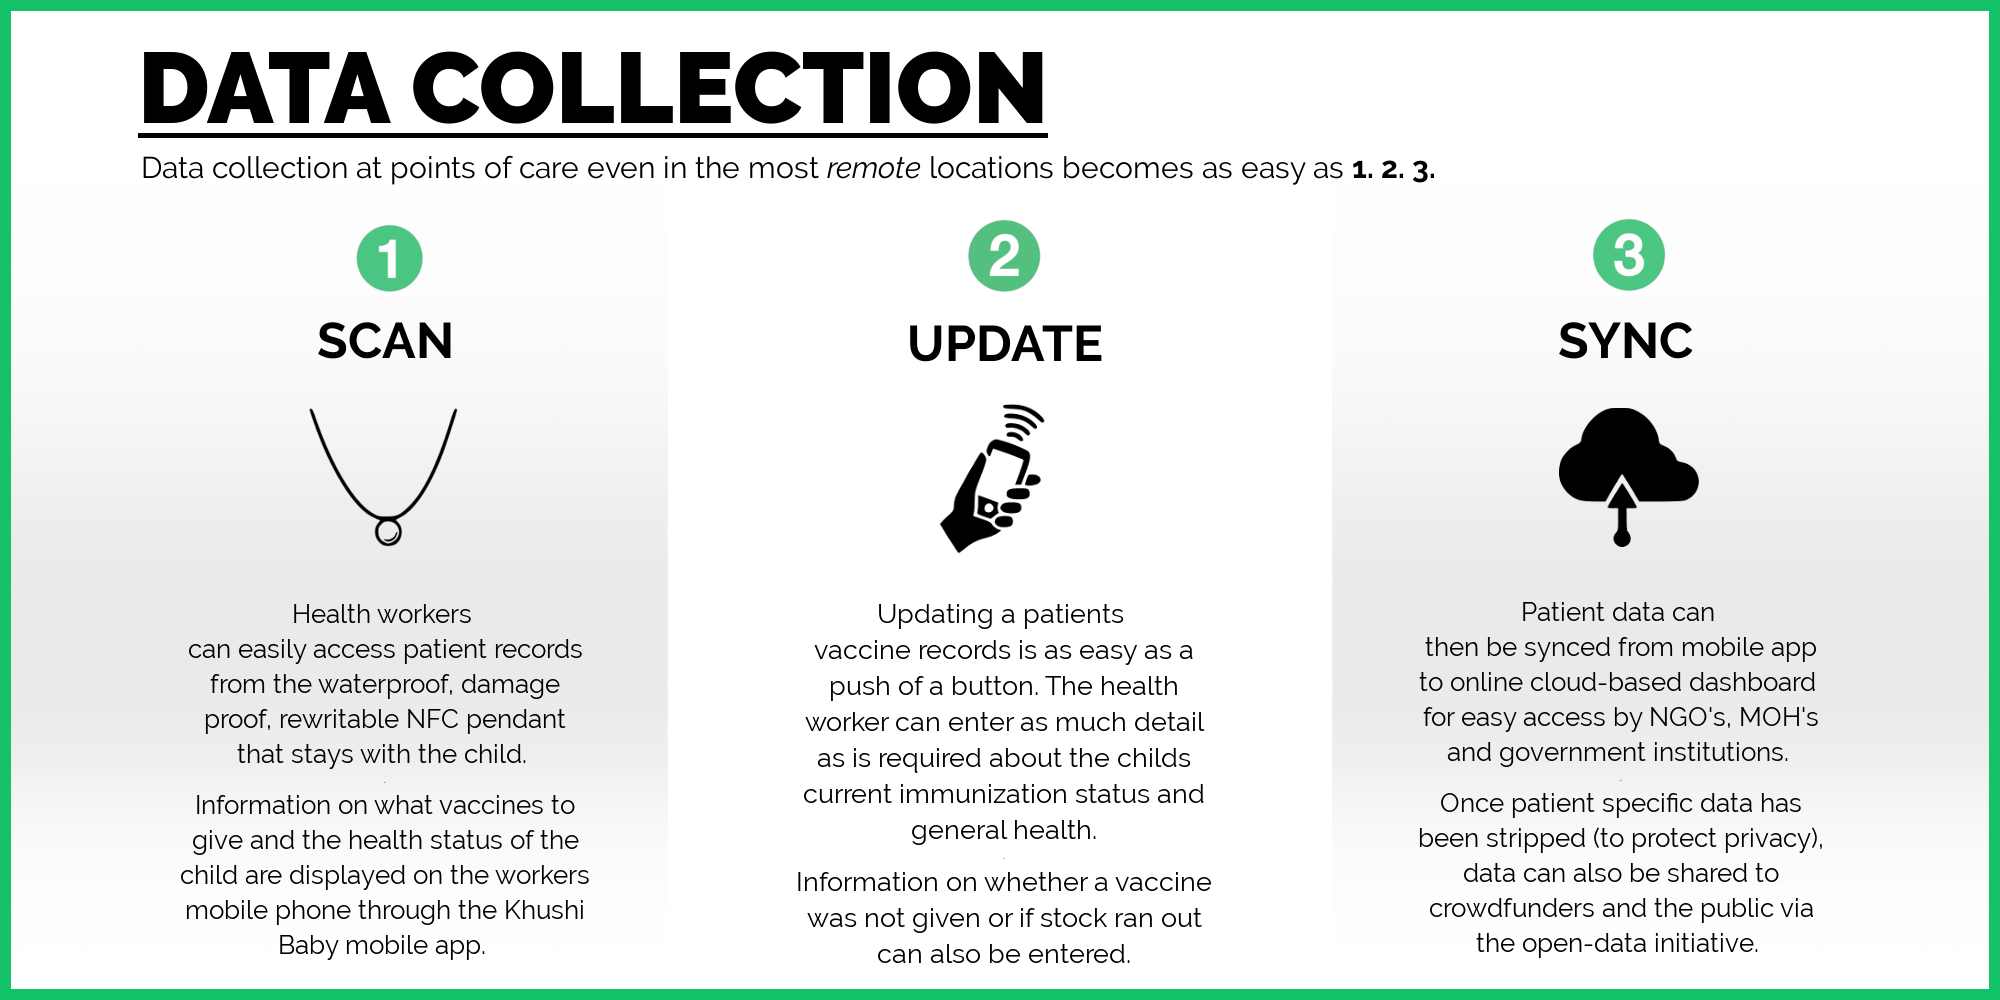 DATA COLLECTION
Data collection at points of care even in the most remote locations becomes as easy as 1. 2. 3.
1
SCAN
Health workers
can easily access patient records
from the waterproof, damage
proof, rewritable NFC pendant
that stays with the child.
Information on what vaccines to
give and the health status of the
child are displayed on the workers
mobile phone through the Khushi
Baby mobile app.
2
UPDATE
Updating a patients
vaccine records is as easy as a
push of a button. The health
worker can enter as much detail
as is required about the childs
current immunization status and
general health.
Information on whether a vaccine
was not given or if stock ran out
can also be entered.
3
SYNC
Patient data can
then be synced from mobile app
to online cloud-based dashboard
for easy access by NGO's, MOH's
and government institutions.
Once patient specific data has
been stripped (to protect privacy),
data can also be shared to
crowdfunders and the public via
the open-data initiative.